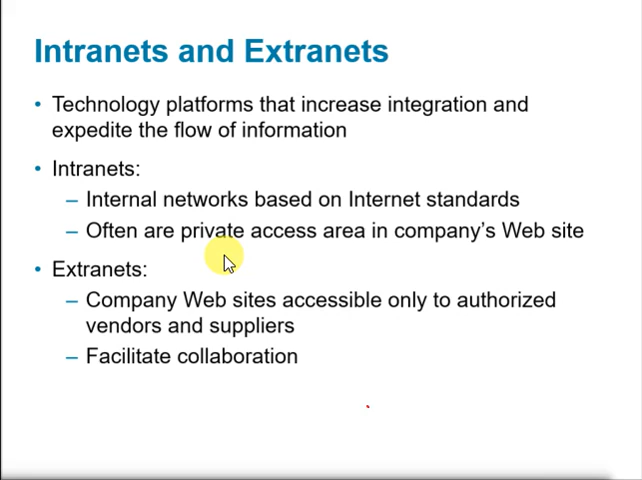 Intranets and Extranets
• Technology platforms that increase integration and
expedite the flow of information
• Intranets:
– Internal networks based on Internet standards
– Often are private access area in company’s Web site
• Extranets:
– Company Web sites accessible only to authorized
vendors and suppliers
– Facilitate collaboration